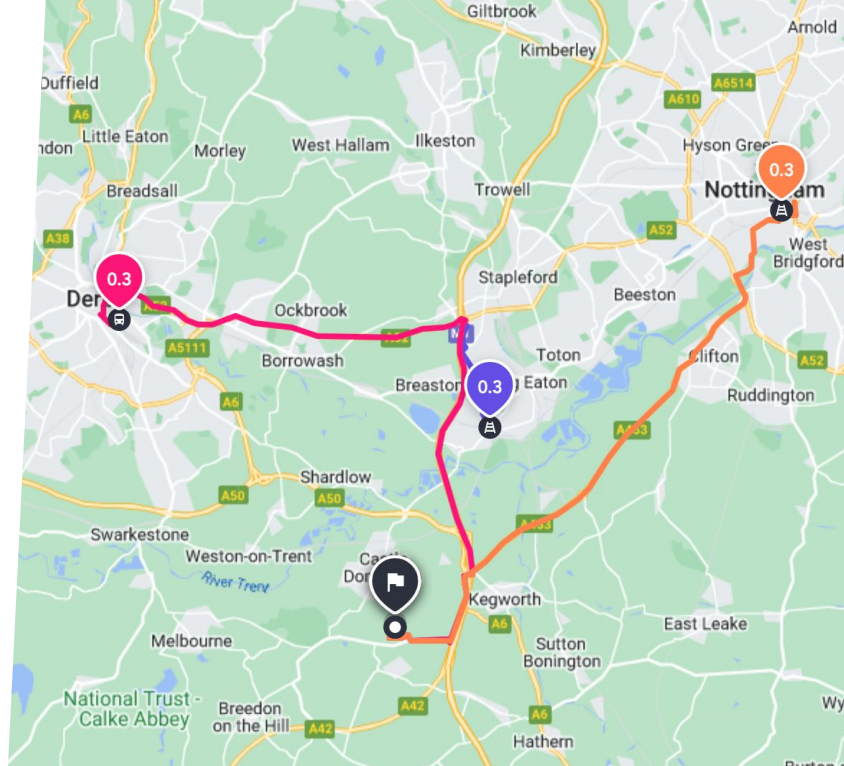 Giltbrook
Arnold
Kimberley
Duffield
A6514
A610
A6
Little Eaton
West Hallam
Ilkeston
Hyson Green
Morley
0.3
Breadsall
Trowell
Nottingham
A38
A52
West
Bridgford
0.3
Stapleford
Beeston
Ockbrook
A52
A5111
Borrowash
Toton
Clifton
A52
Breaston
0.3
Eaton
A6
Ruddington
A453
Shardlow
A50
A50
A453
Swarkestone
Weston-on-Trent
River Trent
Kegworth
A6
East Leake
Melbourne
Sutton
Bonington
National Trust -
Calke Abbey
Breedon
on the Hill
A42
A42
A6
Hathern